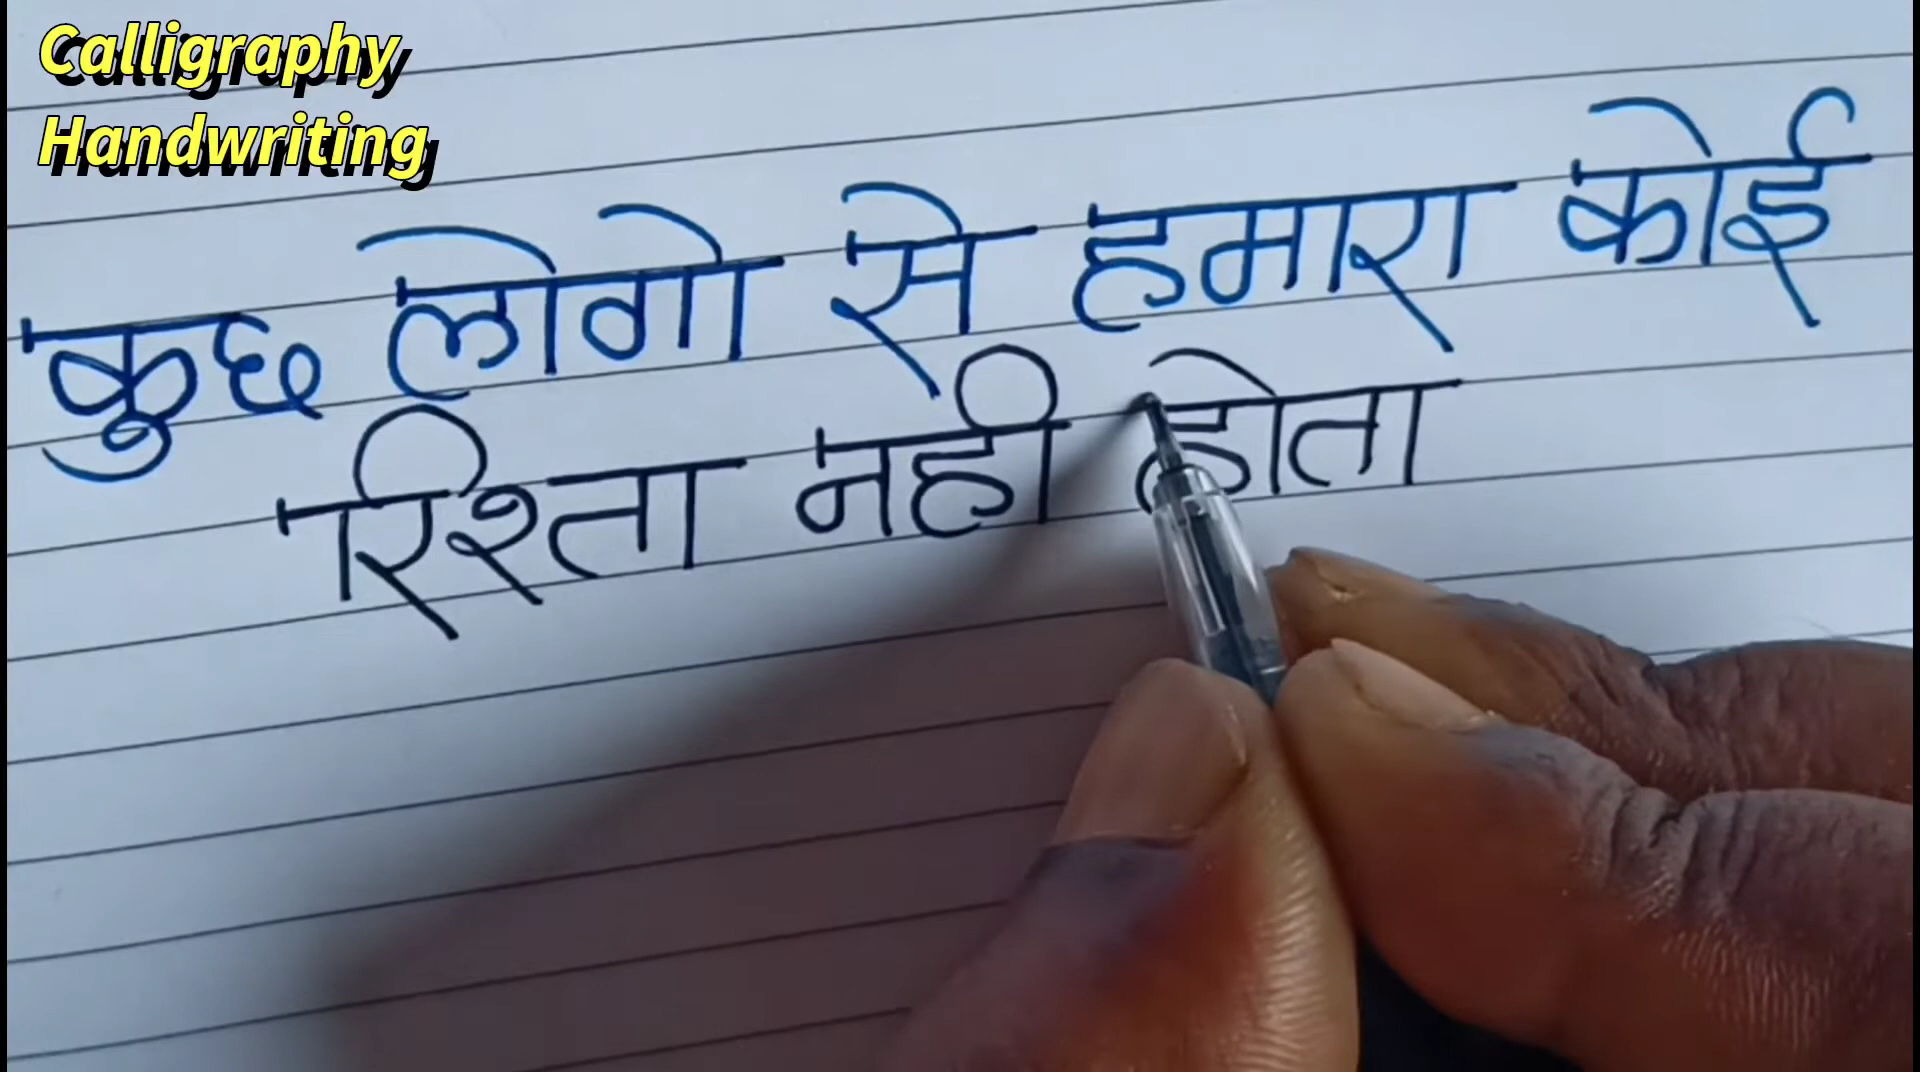 Calligraphy
Handwriting
कुछ लोगो से हमारा कोई
रिश्ता नही होता